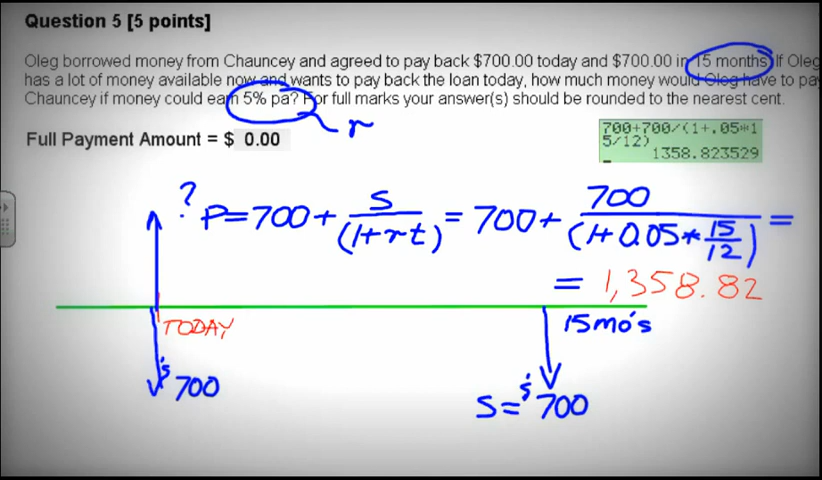 Question 5 [5 points]
Oleg borrowed money from Chauncey and agreed to pay back $700.00 today and $700.00 in 15 months. If Oleg
has a lot of money available now and wants to pay back the loan today, how much money would Oleg have to pay
Chauncey if money could earn 5% pa? For full marks your answer(s) should be rounded to the nearest cent.
r
Full Payment Amount = $ 0.00
700+700/(1+.05*1
5/12)
1358.823529
? P = 700 + S/(1+rt) = 700 + 700/(1+0.05*15/12) =
= 1,358.82
TODAY
15mo's
$700
S = $700